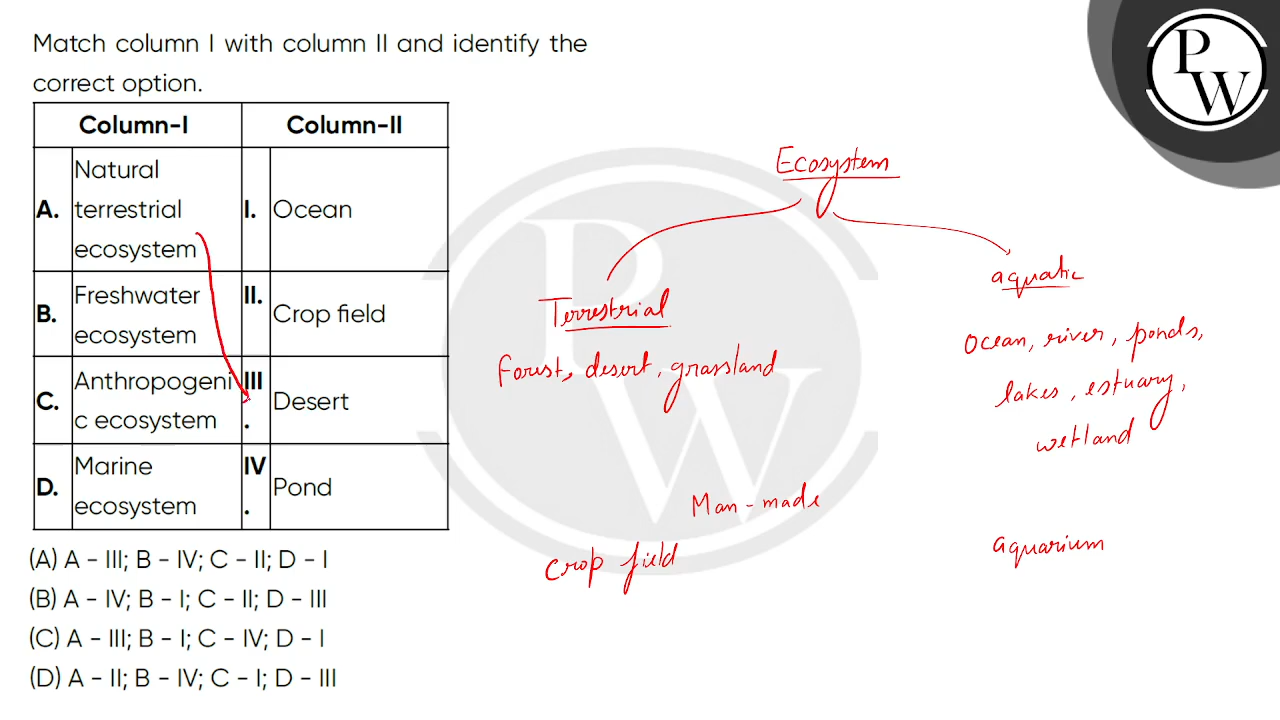 Match column I with column II and identify the
correct option.
Column-I Column-II
A. Natural terrestrial ecosystem I. Ocean
B. Freshwater ecosystem II. Crop field
C. Anthropogeni c ecosystem III . Desert
D. Marine ecosystem IV . Pond
(A) A - III; B - IV; C - II; D - I
(B) A - IV; B - I; C - II; D - III
(C) A - III; B - I; C - IV; D - I
(D) A - II; B - IV; C - I; D - III
Ecosystem
Terrestrial
Forest, desert, grassland
aquatic
Ocean, river, ponds,
lakes, estuary,
wetland
Man-made
Crop field
aquarium
P
W
P
W